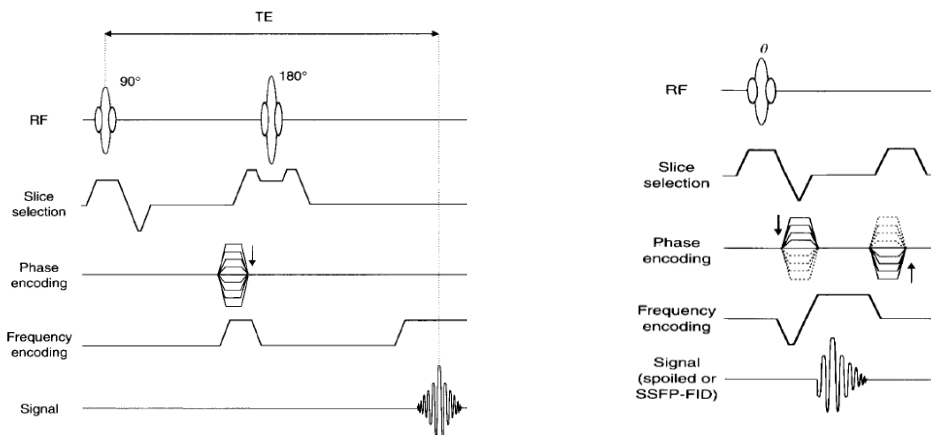 TE
90°
180°
RF
Slice
selection
Phase
encoding
Frequency
encoding
Signal
θ
RF
Slice
selection
Phase
encoding
Frequency
encoding
Signal
(spoiled or
SSFP-FID)